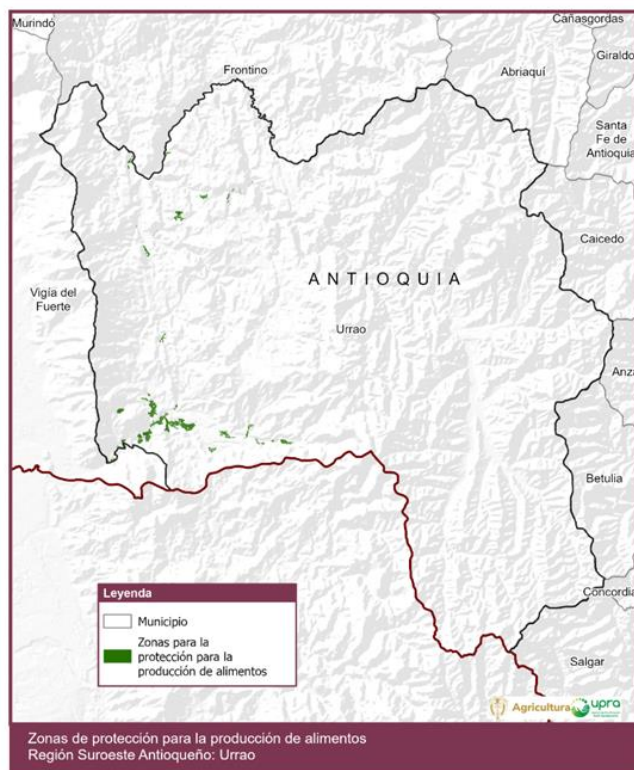 Murindó
Cañasgordas
Frontino
Abriaquí
Giraldo
Santa
Fe de
Antioquia
Caicedo
ANTIOQUIA
Vigía del
Fuerte
Urrao
Anza
Betulia
Concordia
Salgar
Leyenda
Municipio
Zonas para la
protección para la
producción de alimentos
Agricultura
upra
Zonas de protección para la producción de alimentos
Región Suroeste Antioqueño: Urrao